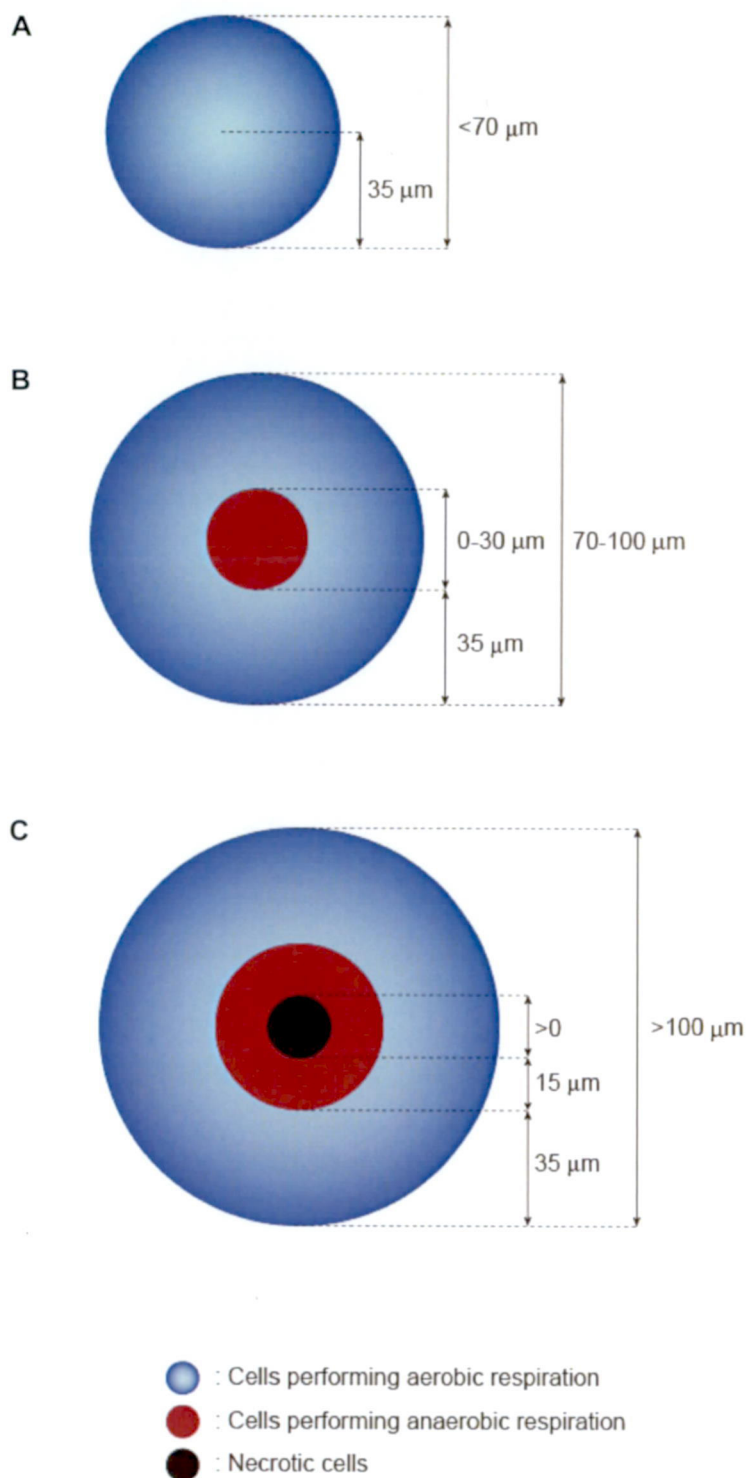 A
<70 μm
35 μm
B
0-30 μm
70-100 μm
35 μm
C
>0
>100 μm
15 μm
35 μm
: Cells performing aerobic respiration
: Cells performing anaerobic respiration
: Necrotic cells